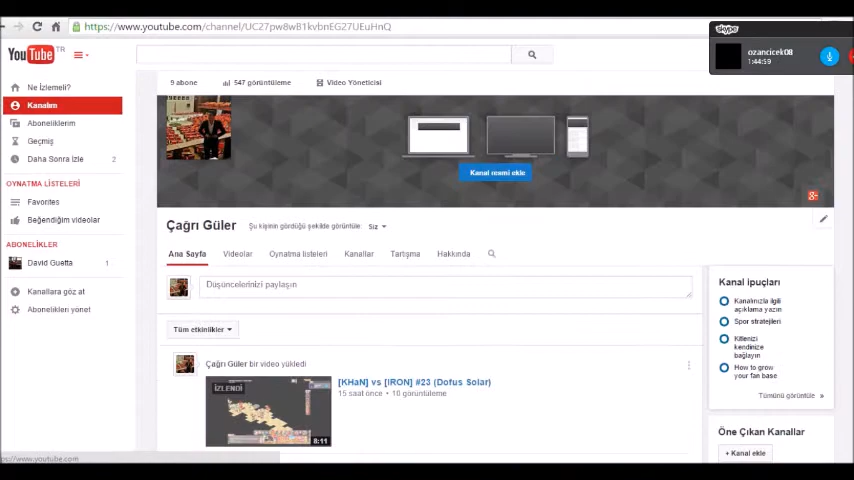 https://www.youtube.com/channel/UC27pw8wB1kvbnEG27UEuHnQ
skype
ozancicek08
1:44:59
YouTube TR
Ne İzlemeli?
Kanalım
Aboneliklerim
Geçmiş
Daha Sonra İzle 2
OYNATMA LİSTELERİ
Favorites
Beğendiğim videolar
ABONELİKLER
David Guetta 1
Kanallara göz at
Abonelikleri yönet
9 abone
547 görüntüleme
Video Yöneticisi
Kanal resmi ekle
g+
Çağrı Güler
Şu kişinin gördüğü şekilde görüntüle: Siz
Ana Sayfa
Videolar
Oynatma listeleri
Kanallar
Tartışma
Hakkında
Düşüncelerinizi paylaşın
Tüm etkinlikler
Çağrı Güler bir video yükledi
İZLENDİ
8:11
[KHaN] vs [IRON] #23 (Dofus Solar)
15 saat önce • 10 görüntüleme
Kanal ipuçları
Kanalınızla ilgili
açıklama yazın
Spor stratejileri
Kitlenizi
kendinize
bağlayın
How to grow
your fan base
Tümünü görüntüle »
Öne Çıkan Kanallar
+ Kanal ekle
ps://www.youtube.com